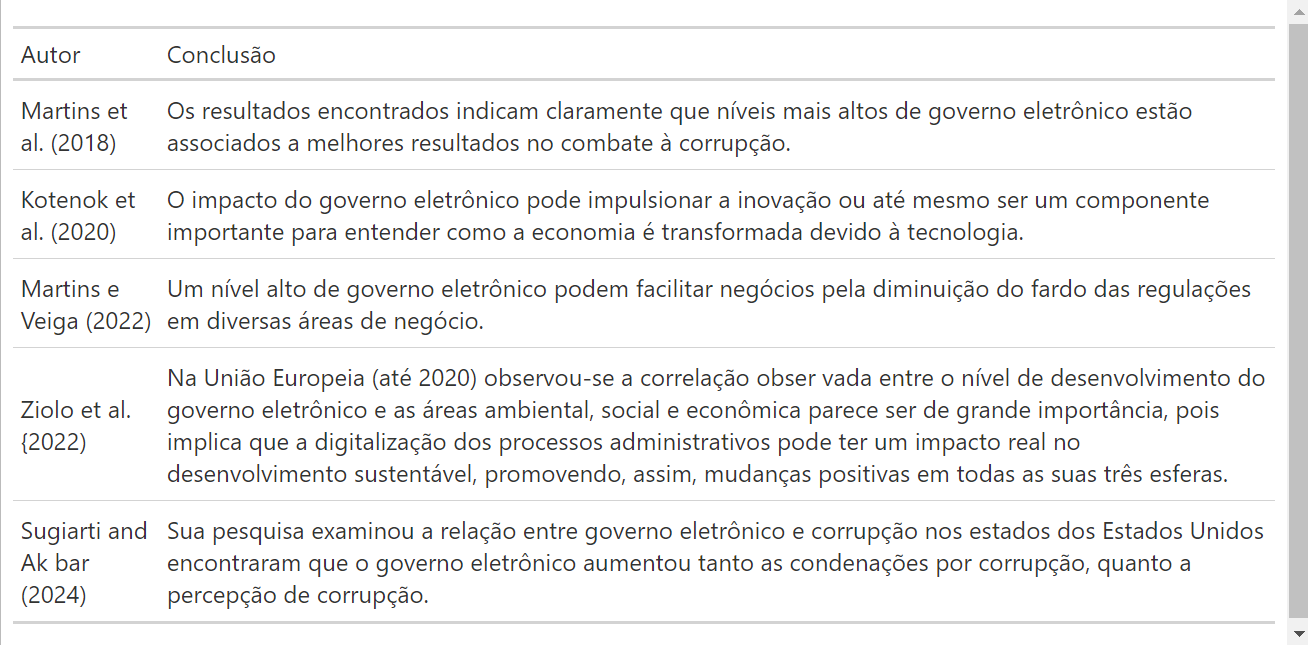 Autor Conclusão
Martins et
al. (2018)
Os resultados encontrados indicam claramente que níveis mais altos de governo eletrônico estão
associados a melhores resultados no combate à corrupção.
Kotenok et
al. (2020)
O impacto do governo eletrônico pode impulsionar a inovação ou até mesmo ser um componente
importante para entender como a economia é transformada devido à tecnologia.
Martins e
Veiga (2022)
Um nível alto de governo eletrônico podem facilitar negócios pela diminuição do fardo das regulações
em diversas áreas de negócio.
Ziolo et al.
{2022)
Na União Europeia (até 2020) observou-se a correlação obser vada entre o nível de desenvolvimento do
governo eletrônico e as áreas ambiental, social e econômica parece ser de grande importância, pois
implica que a digitalização dos processos administrativos pode ter um impacto real no
desenvolvimento sustentável, promovendo, assim, mudanças positivas em todas as suas três esferas.
Sugiarti and
Ak bar
(2024)
Sua pesquisa examinou a relação entre governo eletrônico e corrupção nos estados dos Estados Unidos
encontraram que o governo eletrônico aumentou tanto as condenações por corrupção, quanto a
percepção de corrupção.